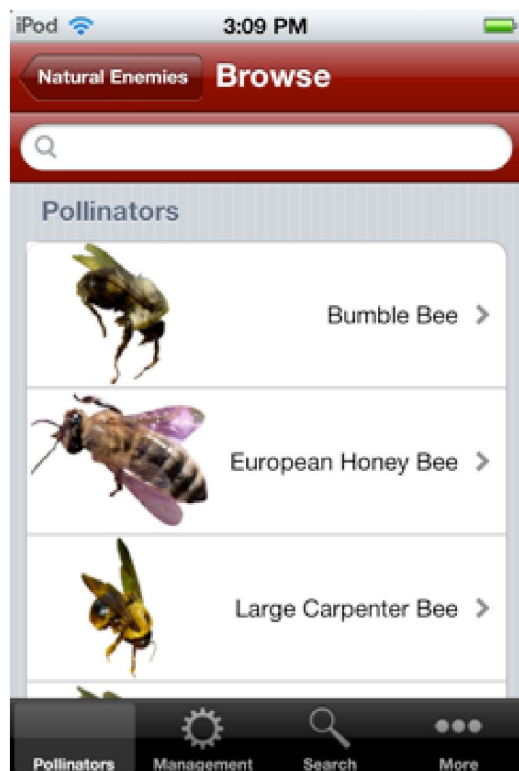 iPod 3:09 PM
Natural Enemies Browse
Pollinators
Bumble Bee
European Honey Bee
Large Carpenter Bee
Pollinators Management Search More